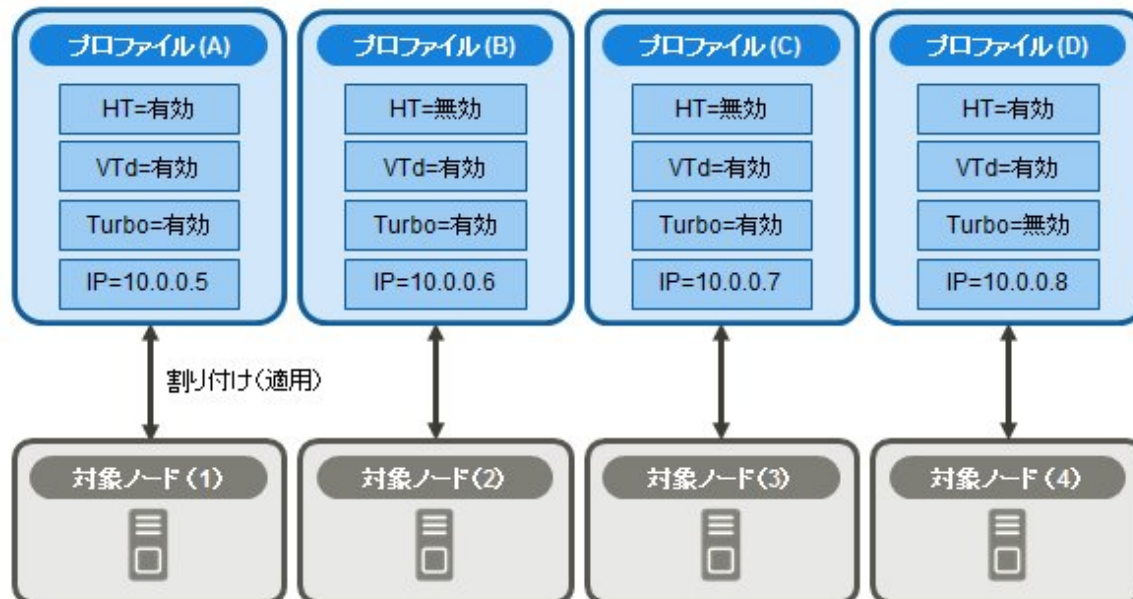 プロファイル(A)
HT=有効
VTd=有効
Turbo=有効
IP=10.0.0.5
プロファイル(B)
HT=無効
VTd=有効
Turbo=有効
IP=10.0.0.6
プロファイル(C)
HT=無効
VTd=有効
Turbo=有効
IP=10.0.0.7
プロファイル(D)
HT=有効
VTd=有効
Turbo=無効
IP=10.0.0.8
割り付け(適用)
対象ノード(1)
対象ノード(2)
対象ノード(3)
対象ノード(4)